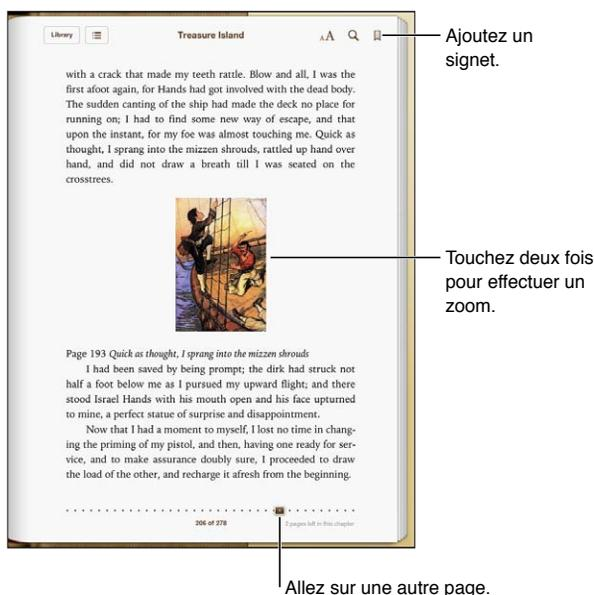 Library
Treasure Island
AA
Ajoutez un
signet.
with a crack that made my teeth rattle. Blow and all, I was the
first afoot again, for Hands had got involved with the dead body.
The sudden canting of the ship had made the deck no place for
running on; I had to find some new way of escape, and that
upon the instant, for my foe was almost touching me. Quick as
thought, I sprang into the mizzen shrouds, rattled up hand over
hand, and did not draw a breath till I was seated on the
crosstrees.
Touchez deux fois
pour effectuer un
zoom.
Page 193 Quick as thought, I sprang into the mizzen shrouds
I had been saved by being prompt; the dirk had struck not
half a foot below me as I pursued my upward flight; and there
stood Israel Hands with his mouth open and his face upturned
to mine, a perfect statue of surprise and disappointment.
Now that I had a moment to myself, I lost no time in chang-
ing the priming of my pistol, and then, having one ready for ser-
vice, and to make assurance doubly sure, I proceeded to draw
the load of the other, and recharge it afresh from the beginning.
206 of 278
2 pages left in this chapter
Allez sur une autre page.